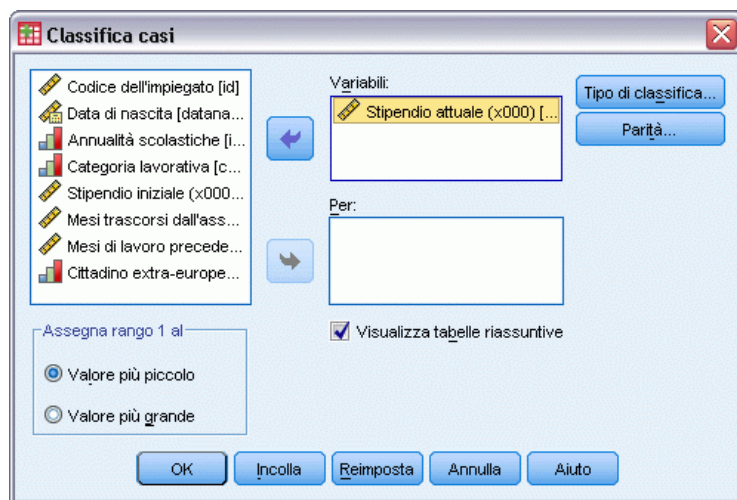 Classifica casi
Codice dell'impiegato [id]
Data di nascita [datana...
Annualità scolastiche [i...
Categoria lavorativa [c...
Stipendio iniziale (x000...
Mesi trascorsi dall'ass...
Mesi di lavoro precede...
Cittadino extra-europe...
Variabili:
Stipendio attuale (x000) [...
Tipo di classifica...
Parità...
Per:
Visualizza tabelle riassuntive
Assegna rango 1 al
Valore più piccolo
Valore più grande
OK
Incolla
Reimposta
Annulla
Aiuto